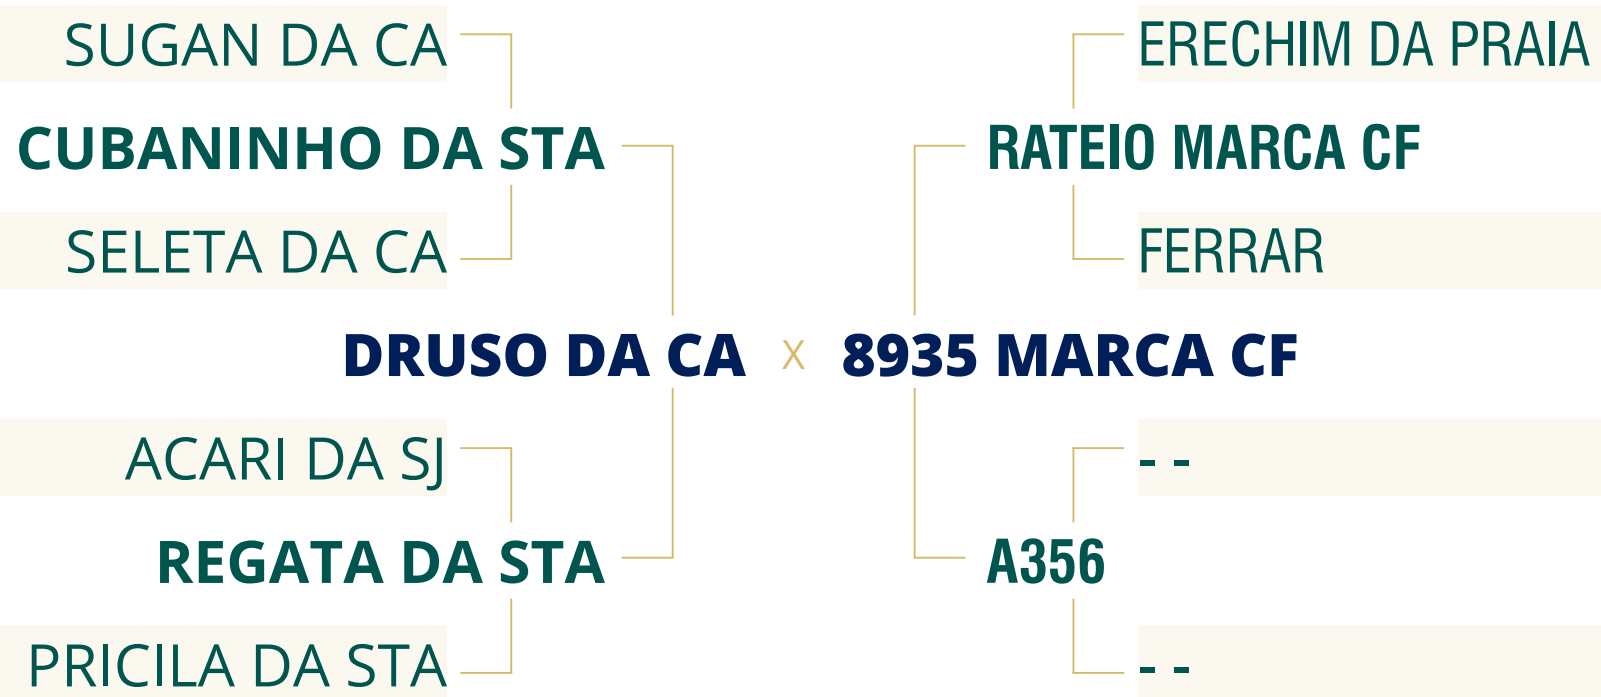 SUGAN DA CA
ERECHIM DA PRAIA
CUBANINHO DA STA
RATEIO MARCA CF
SELETA DA CA
FERRAR
DRUSO DA CA X 8935 MARCA CF
ACARI DA SJ
- -
REGATA DA STA
A356
PRICILA DA STA
- -